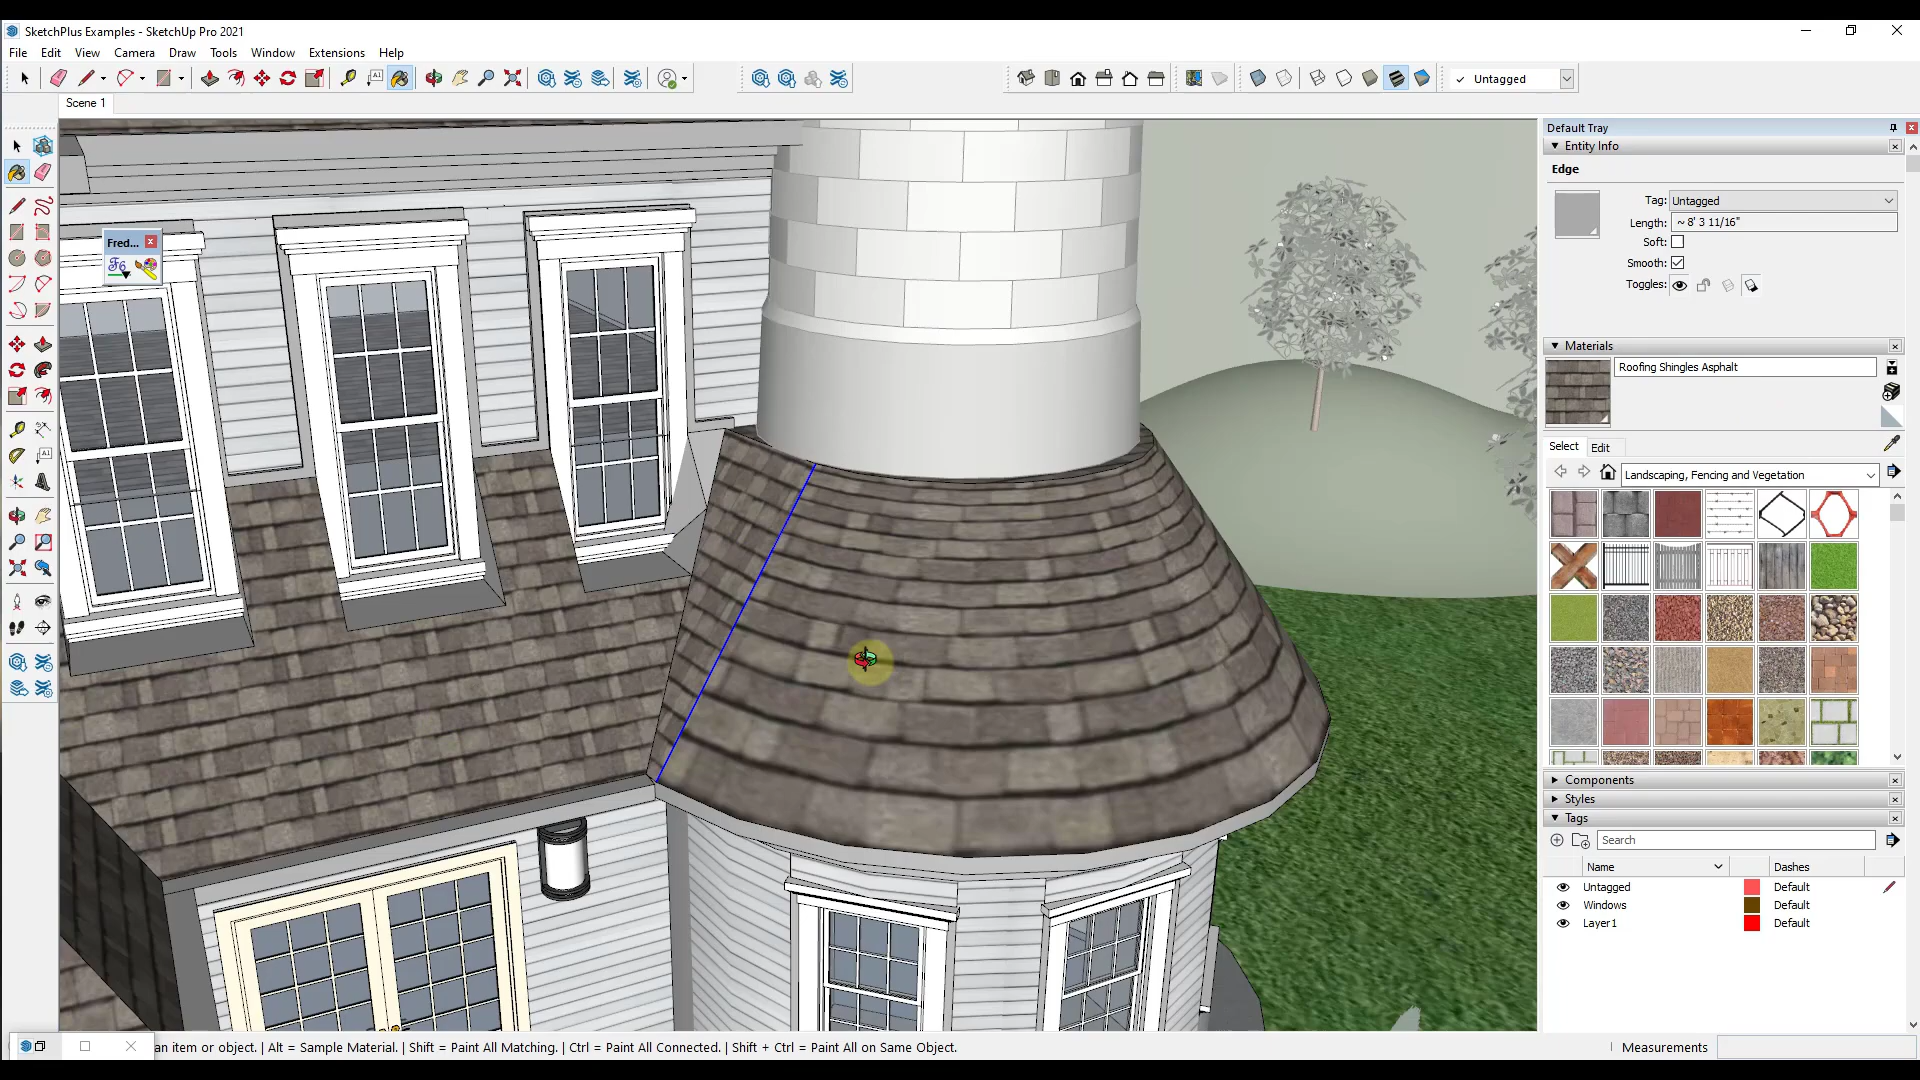 SketchPlus Examples - SketchUp Pro 2021
File Edit View Camera Draw Tools Window Extensions Help
Untagged
Scene 1
Default Tray
Entity Info
Edge
Tag: Untagged
Length: ~ 8' 3 11/16"
Soft:
Smooth:
Toggles:
Fred...
Materials
Roofing Shingles Asphalt
Select Edit
Landscaping, Fencing and Vegetation
Components
Styles
Tags
Search
Name Dashes
Untagged Default
Windows Default
Layer1 Default
an item or object. | Alt = Sample Material. | Shift = Paint All Matching. | Ctrl = Paint All Connected. | Shift + Ctrl = Paint All on Same Object.
Measurements